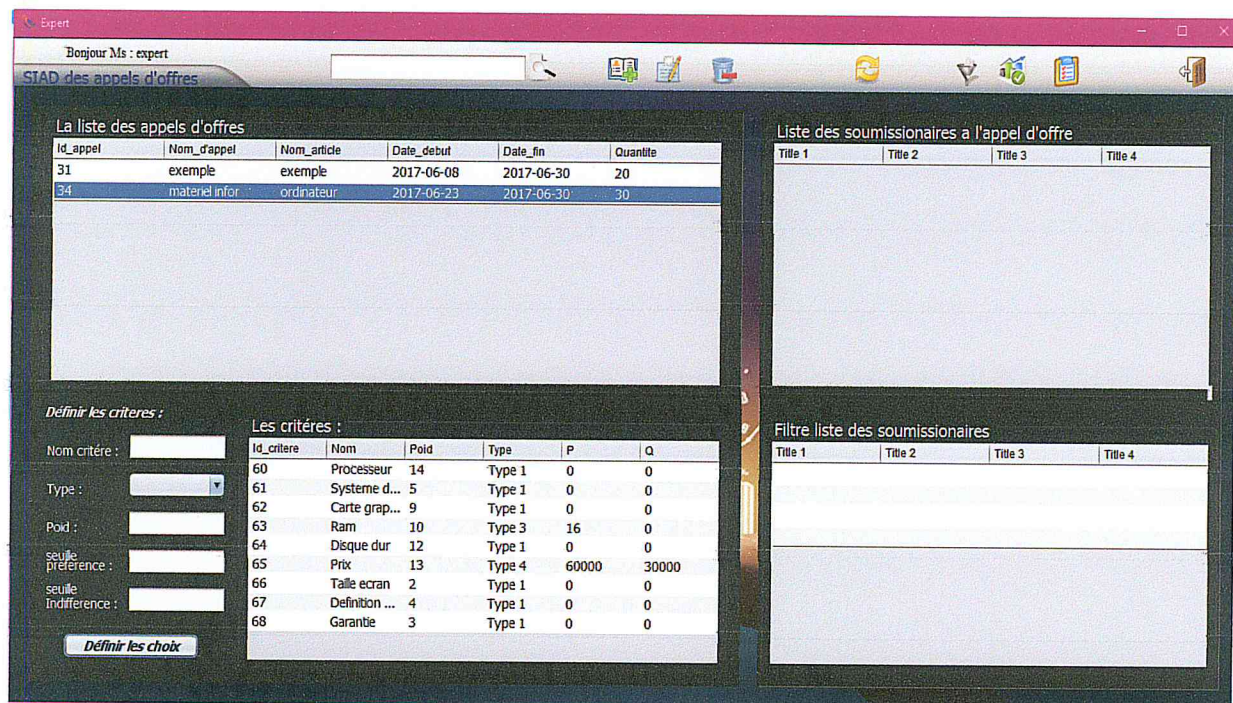 Expert
Bonjour Ms : expert
SIAD des appels d'offres
La liste des appels d'offres
Id_appel Nom_d'appel Nom_article Date_debut Date_fin Quantite
31 exemple exemple 2017-06-08 2017-06-30 20
34 materiel infor ordinateur 2017-06-23 2017-06-30 30
Liste des soumissionaires a l'appel d'offre
Title 1 Title 2 Title 3 Title 4
Définir les criteres :
Nom critére :
Type :
Poid :
seuille
préférence :
seuille
Indifference :
Définir les choix
Les critéres :
Id_critere Nom Poid Type P Q
60 Processeur 14 Type 1 0 0
61 Systeme d... 5 Type 1 0 0
62 Carte grap... 9 Type 1 0 0
63 Ram 10 Type 3 16 0
64 Disque dur 12 Type 1 0 0
65 Prix 13 Type 4 60000 30000
66 Taille ecran 2 Type 1 0 0
67 Definition ... 4 Type 1 0 0
68 Garantie 3 Type 1 0 0
Filtre liste des soumissionaires
Title 1 Title 2 Title 3 Title 4